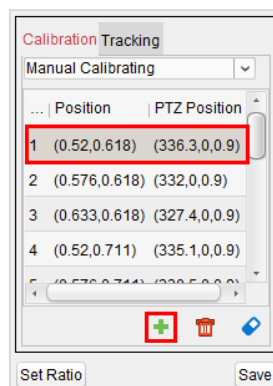 Calibration Tracking
Manual Calibrating
... Position PTZ Position
1 (0.52,0.618) (336.3,0,0.9)
2 (0.576,0.618) (332,0,0.9)
3 (0.633,0.618) (327.4,0,0.9)
4 (0.52,0.711) (335.1,0,0.9)
Set Ratio Save